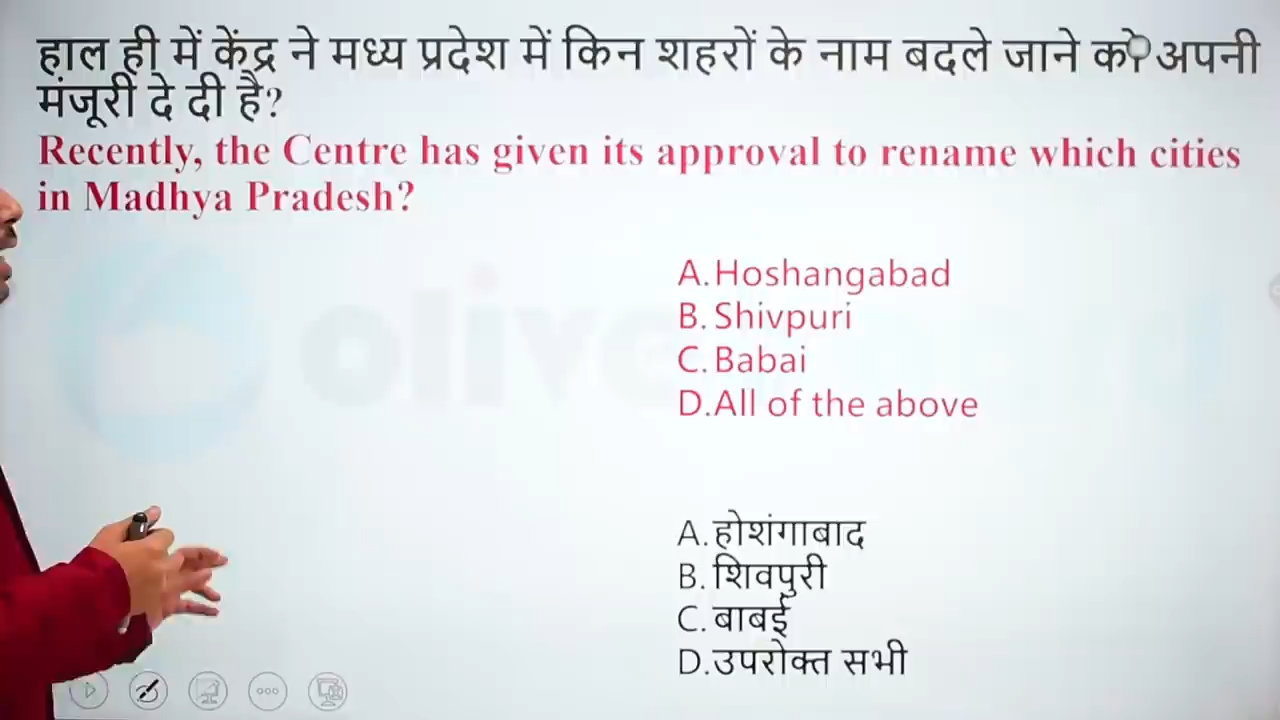 हाल ही में केंद्र ने मध्य प्रदेश में किन शहरों के नाम बदले जाने को अपनी
मंजूरी दे दी है?
Recently, the Centre has given its approval to rename which cities
in Madhya Pradesh?
A.Hoshangabad
B. Shivpuri
C. Babai
D.All of the above
A.होशंगाबाद
B. शिवपुरी
C. बाबई
D.उपरोक्त सभी